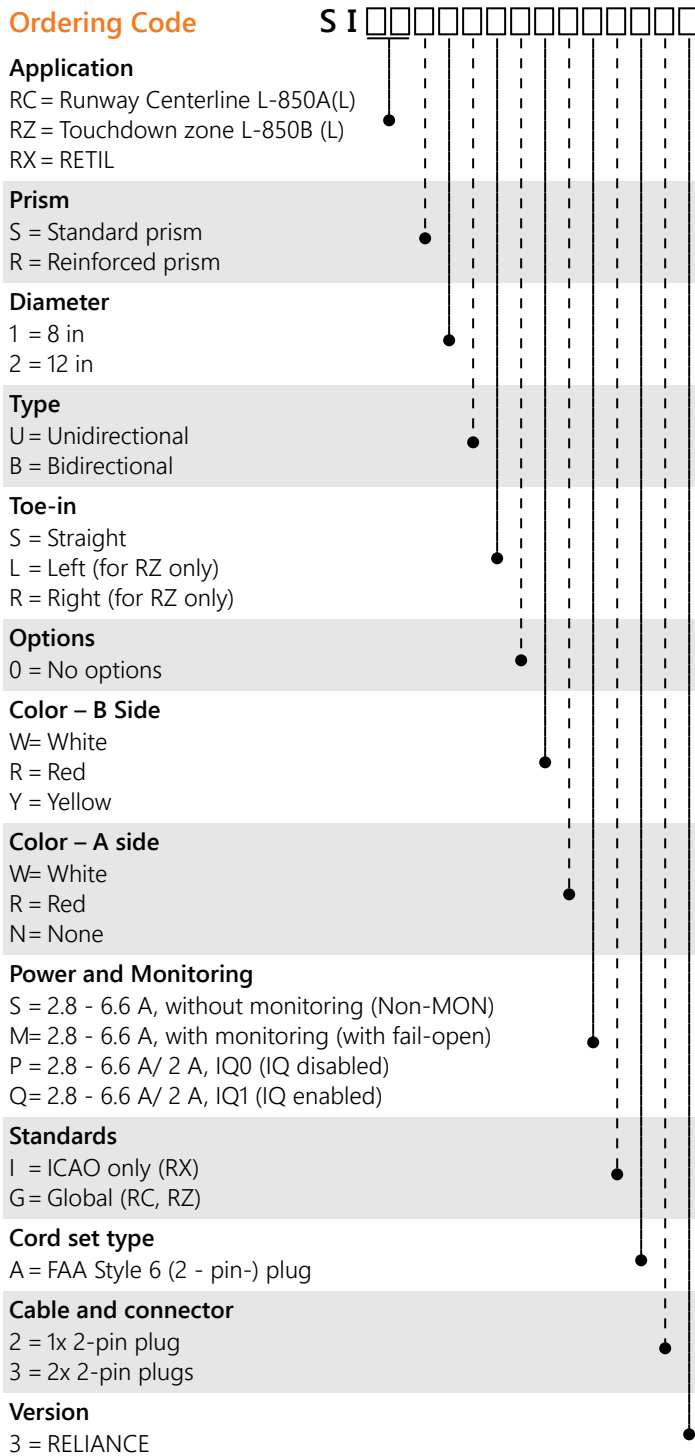 Ordering Code
S I
Application
RC = Runway Centerline L-850A(L)
RZ = Touchdown zone L-850B (L)
RX = RETIL
Prism
S = Standard prism
R = Reinforced prism
Diameter
1 = 8 in
2 = 12 in
Type
U = Unidirectional
B = Bidirectional
Toe-in
S = Straight
L = Left (for RZ only)
R = Right (for RZ only)
Options
0 = No options
Color – B Side
W= White
R = Red
Y = Yellow
Color – A side
W= White
R = Red
N= None
Power and Monitoring
S = 2.8 - 6.6 A, without monitoring (Non-MON)
M= 2.8 - 6.6 A, with monitoring (with fail-open)
P = 2.8 - 6.6 A/ 2 A, IQ0 (IQ disabled)
Q= 2.8 - 6.6 A/ 2 A, IQ1 (IQ enabled)
Standards
I = ICAO only (RX)
G= Global (RC, RZ)
Cord set type
A = FAA Style 6 (2 - pin-) plug
Cable and connector
2 = 1x 2-pin plug
3 = 2x 2-pin plugs
Version
3 = RELIANCE